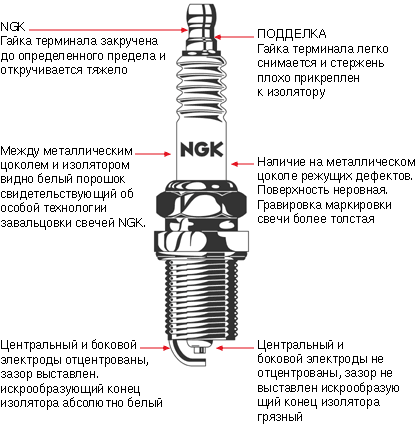 NGK
Гайка терминала закручена
до определенного предела и
откручивается тяжело
ПОДДЕЛКА
Гайка терминала легко
снимается и стержень
плохо прикреплен
к изолятору
Между металлическим
цоколем и изолятором
видно белый порошок
свидетельствующий об
особой технологии
завальцовки свечей NGK.
NGK
Наличие на металлическом
цоколе режущих дефектов.
Поверхность неровная.
Гравировка маркировки
свечи более толстая
Центральный и боковой
электроды отцентрованы,
зазор выставлен.
искрообразующий конец
изолятора абсолютно белый
Центральный и
боковой электроды не
отцентрованы, зазор не
выставлен искрообразую
щий конец изолятора
грязный